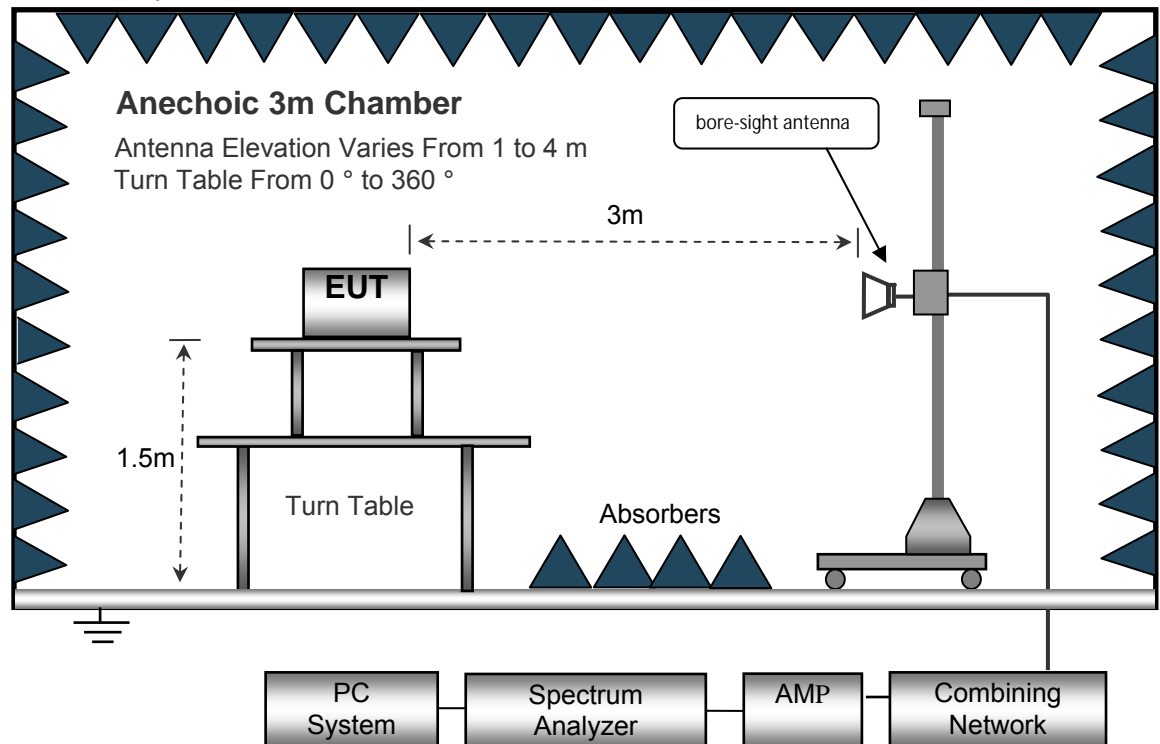 Anechoic 3m Chamber
Antenna Elevation Varies From 1 to 4 m
Turn Table From 0 ° to 360 °
bore-sight antenna
3m
EUT
1.5m
Turn Table
Absorbers
PC
System
Spectrum
Analyzer
AMP
Combining
Network